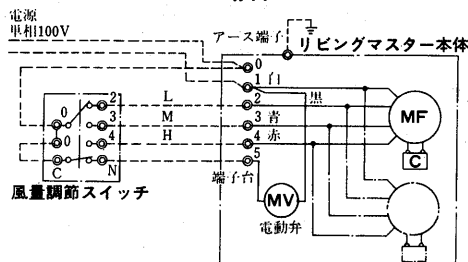 電源
単相100V
アース端子
リビングマスター本体
0
1 白
2 黒
3 青
4 赤
5
L
M
H
0
2
3
0
4
C
N
風量調節スイッチ
端子台
MF
C
MV
電動弁